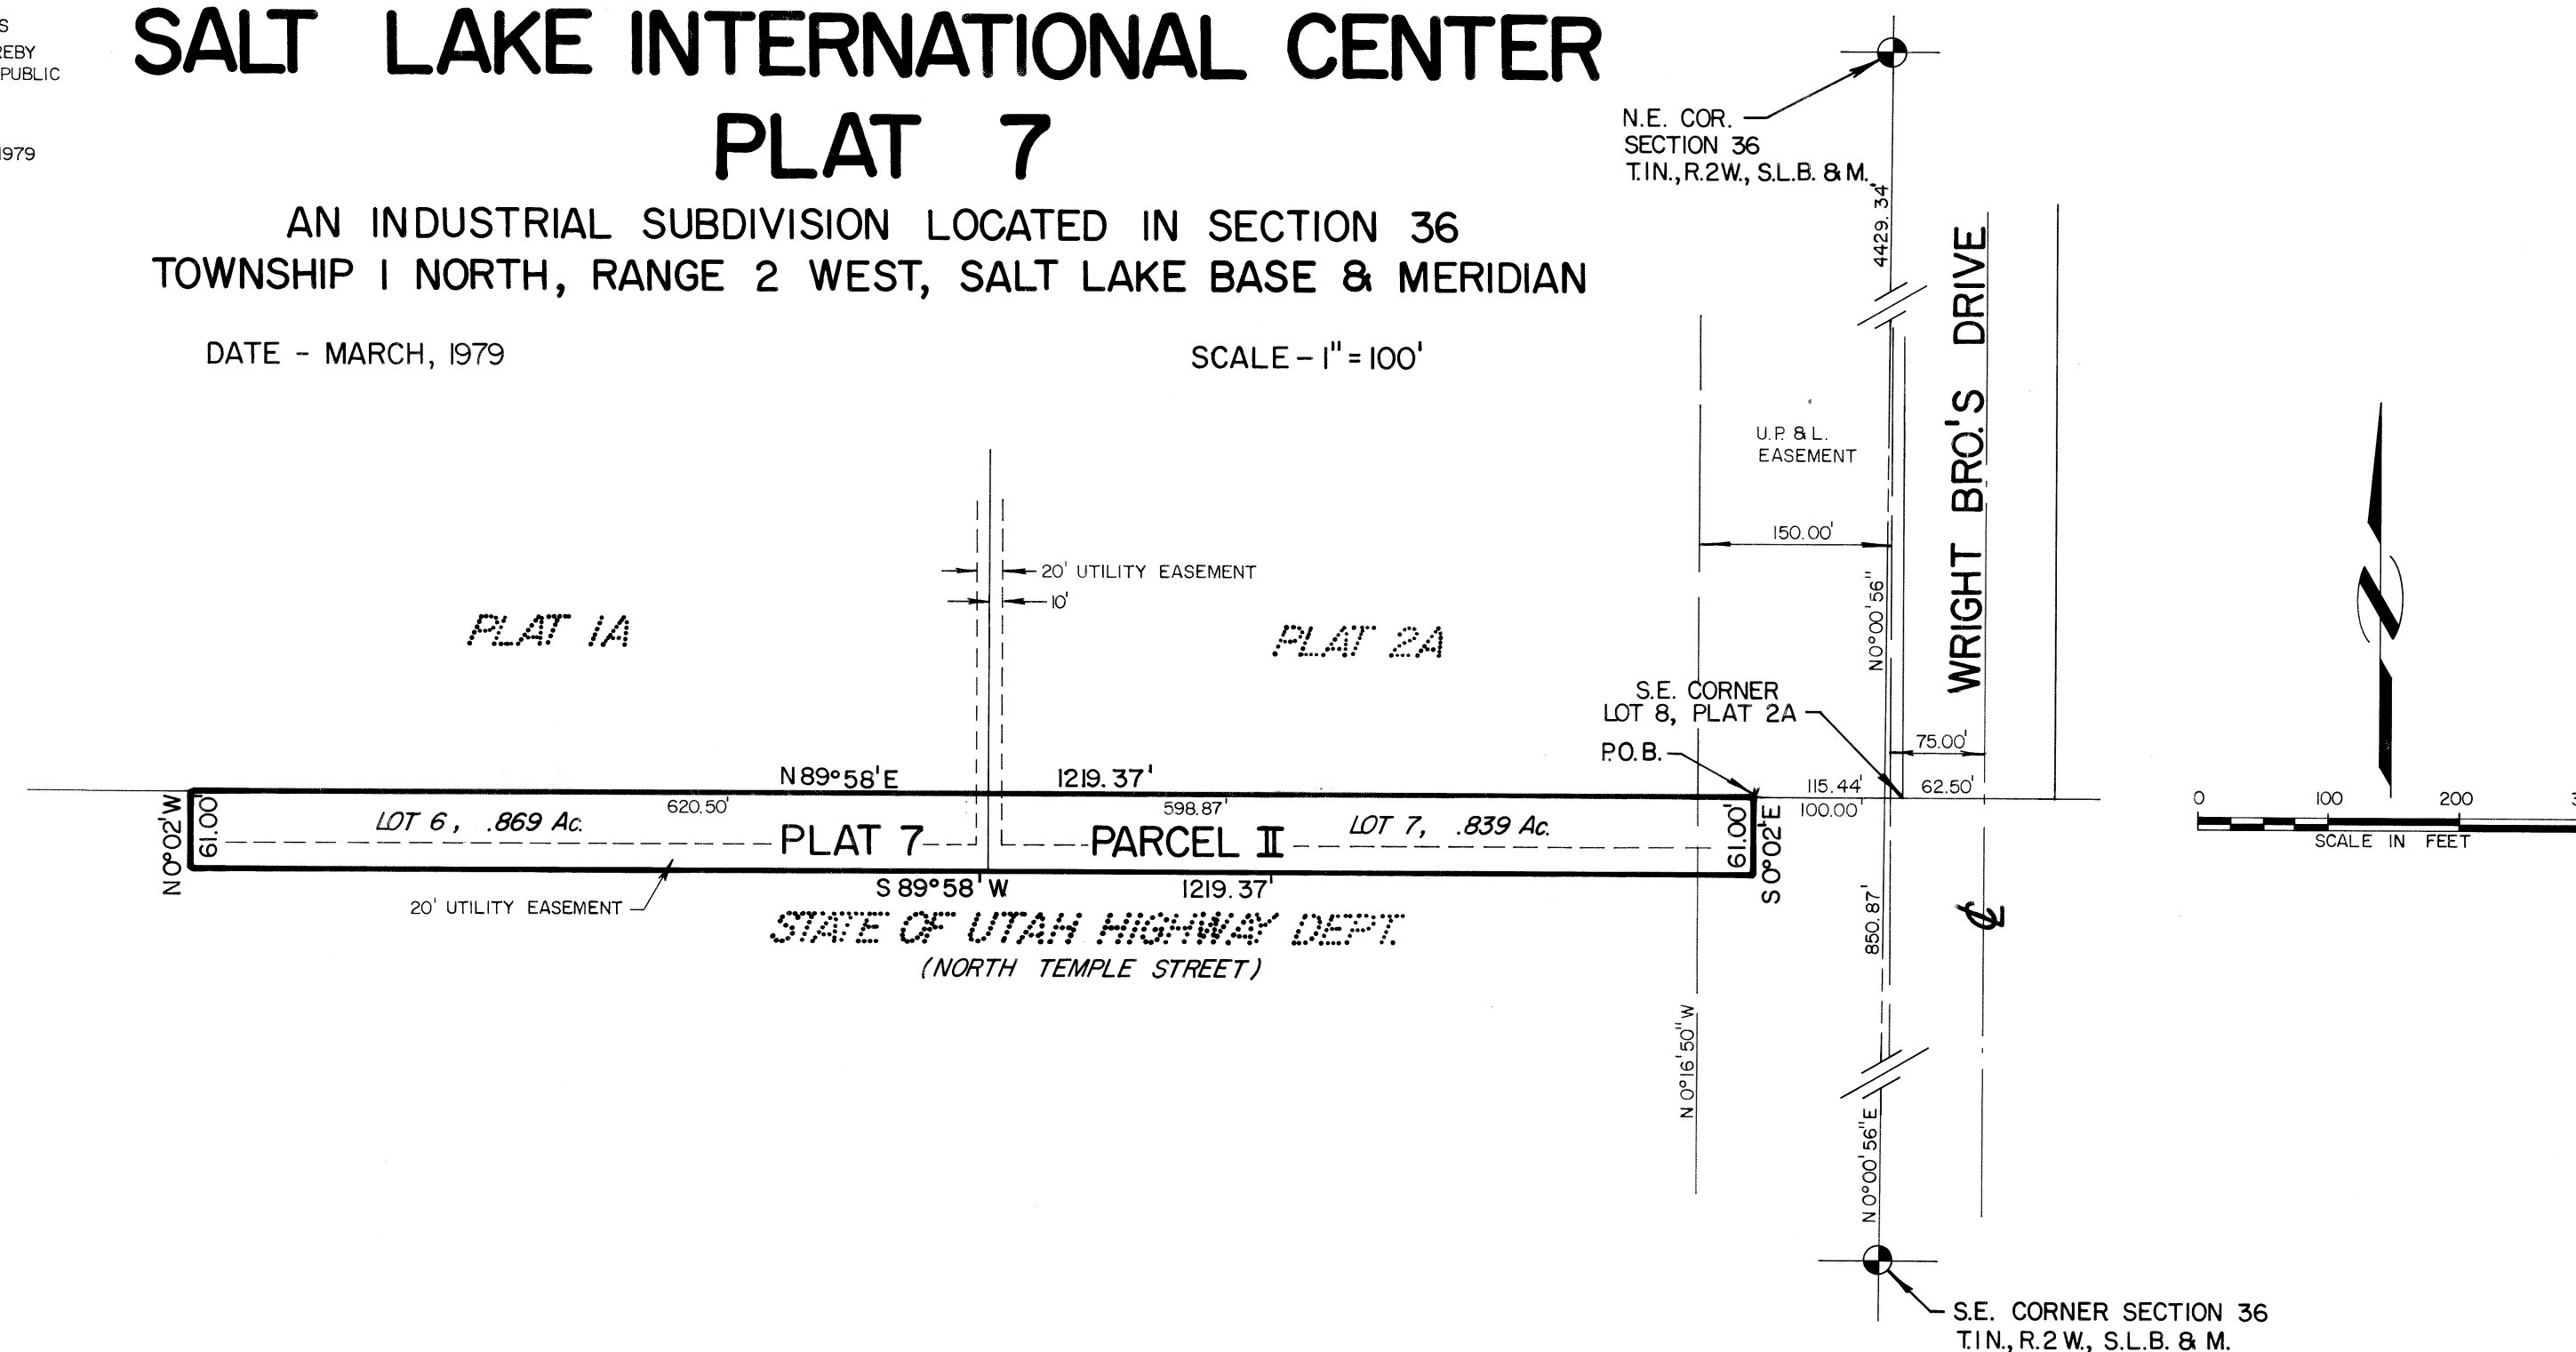 S
REBY
PUBLIC
1979
SALT LAKE INTERNATIONAL CENTER
PLAT 7
AN INDUSTRIAL SUBDIVISION LOCATED IN SECTION 36
TOWNSHIP 1 NORTH, RANGE 2 WEST, SALT LAKE BASE & MERIDIAN
DATE - MARCH, 1979
SCALE - 1" = 100'
N.E. COR.
SECTION 36
T.1N., R.2W., S.L.B. & M.
4429.34'
WRIGHT BRO.'S DRIVE
U.P. & L.
EASEMENT
150.00'
N0°00'56"
20' UTILITY EASEMENT
10'
PLAT 1A
PLAT 2A
S.E. CORNER
LOT 8, PLAT 2A
P.O.B.
75.00'
N 89°58' E
1219.37'
115.44'
62.50'
100.00'
620.50'
598.87'
N 0°02' W
61.00'
LOT 6, .869 Ac.
PLAT 7
PARCEL II
LOT 7, .839 Ac.
61.00'
S 0°02' E
0 100 200 3
SCALE IN FEET
S 89°58' W
1219.37'
20' UTILITY EASEMENT
STATE OF UTAH HIGHWAY DEPT.
(NORTH TEMPLE STREET)
850.87'
℄
N 0°16'50" W
N 0°00'56" E
S.E. CORNER SECTION 36
T.1N., R.2W., S.L.B. & M.